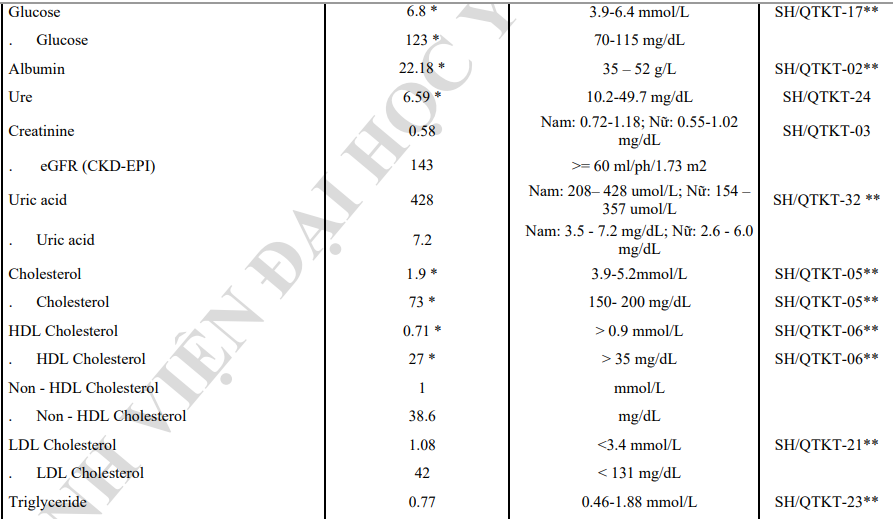 Glucose 6.8 * 3.9-6.4 mmol/L SH/QTKT-17**
. Glucose 123 * 70-115 mg/dL
Albumin 22.18 * 35 – 52 g/L SH/QTKT-02**
Ure 6.59 * 10.2-49.7 mg/dL SH/QTKT-24
Creatinine 0.58 Nam: 0.72-1.18; Nữ: 0.55-1.02 mg/dL SH/QTKT-03
. eGFR (CKD-EPI) 143 >= 60 ml/ph/1.73 m2
Uric acid 428 Nam: 208– 428 umol/L; Nữ: 154 – 357 umol/L SH/QTKT-32 **
. Uric acid 7.2 Nam: 3.5 - 7.2 mg/dL; Nữ: 2.6 - 6.0 mg/dL
Cholesterol 1.9 * 3.9-5.2mmol/L SH/QTKT-05**
. Cholesterol 73 * 150- 200 mg/dL SH/QTKT-05**
HDL Cholesterol 0.71 * > 0.9 mmol/L SH/QTKT-06**
. HDL Cholesterol 27 * > 35 mg/dL SH/QTKT-06**
Non - HDL Cholesterol 1 mmol/L
. Non - HDL Cholesterol 38.6 mg/dL
LDL Cholesterol 1.08 <3.4 mmol/L SH/QTKT-21**
. LDL Cholesterol 42 < 131 mg/dL
Triglyceride 0.77 0.46-1.88 mmol/L SH/QTKT-23**
NH VIỆN ĐẠI HỌC Y